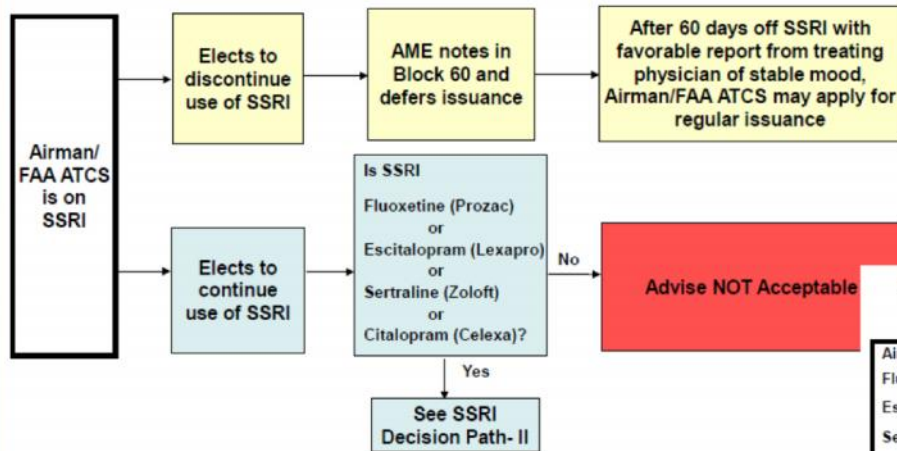 Airman/
FAA ATCS
is on
SSRI
Elects to
discontinue
use of SSRI
AME notes in
Block 60 and
defers issuance
After 60 days off SSRI with
favorable report from treating
physician of stable mood,
Airman/FAA ATCS may apply for
regular issuance
Elects to
continue
use of SSRI
Is SSRI
Fluoxetine (Prozac)
or
Escitalopram (Lexapro)
or
Sertraline (Zoloft)
or
Citalopram (Celexa)?
No
Advise NOT Acceptable
Yes
See SSRI
Decision Path- II